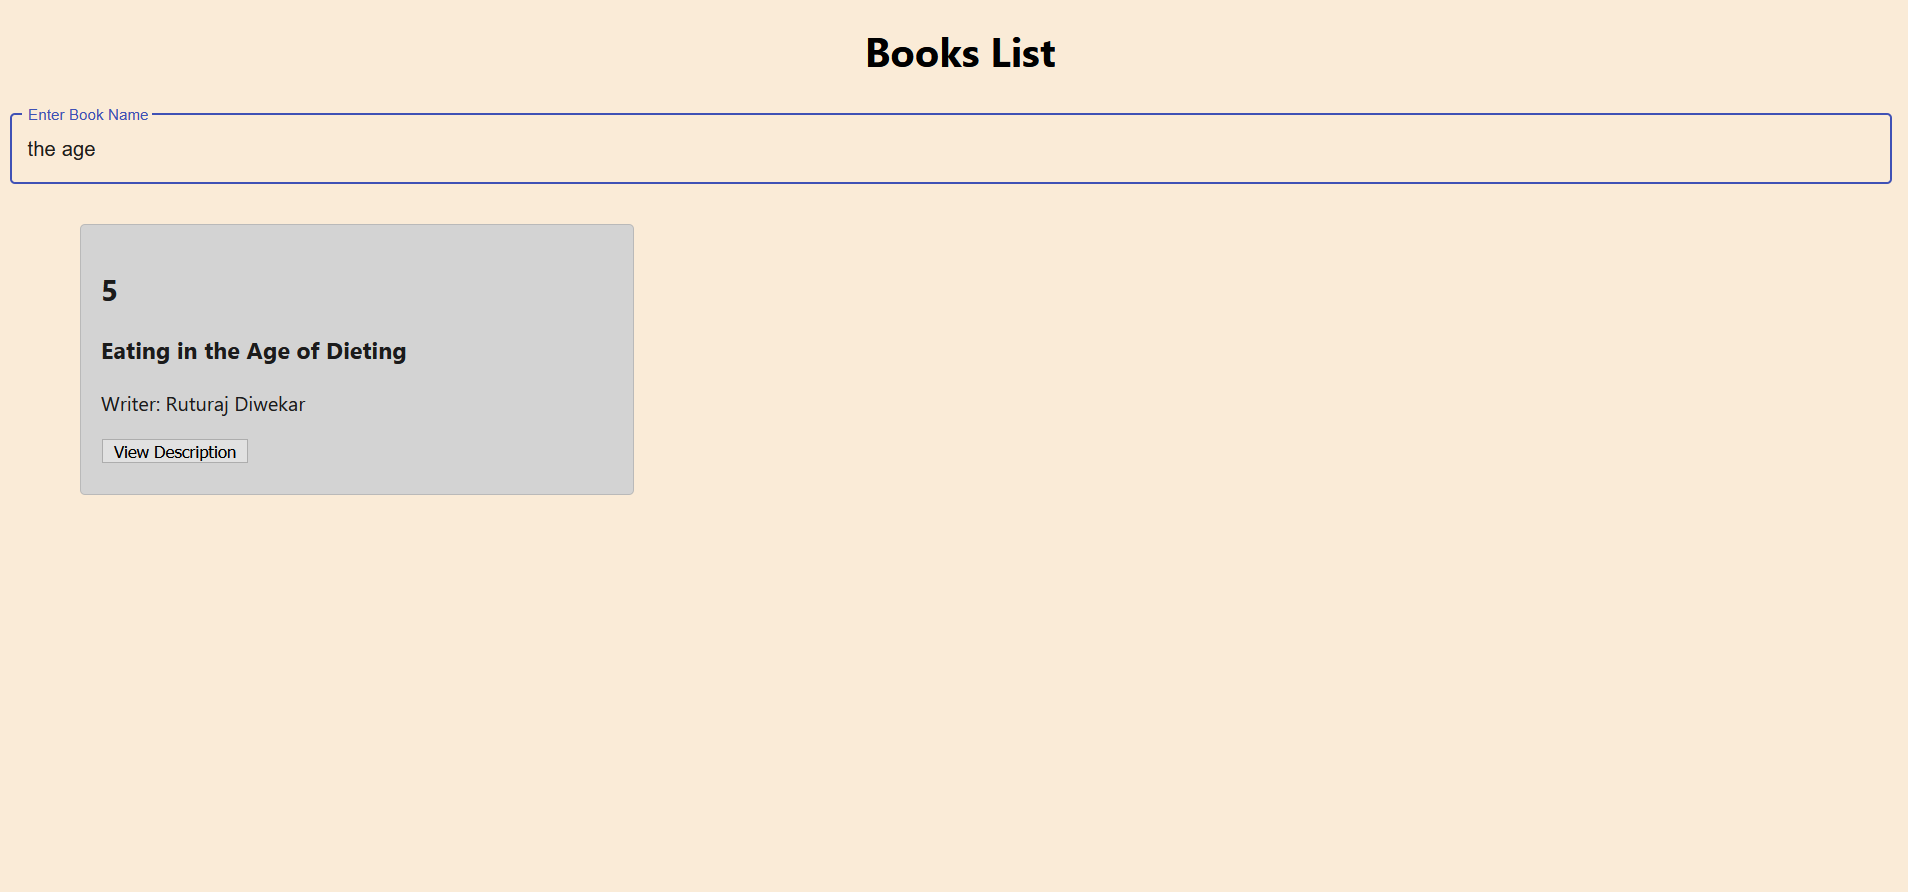 Books List
Enter Book Name
the age
5
Eating in the Age of Dieting
Writer: Ruturaj Diwekar
View Description